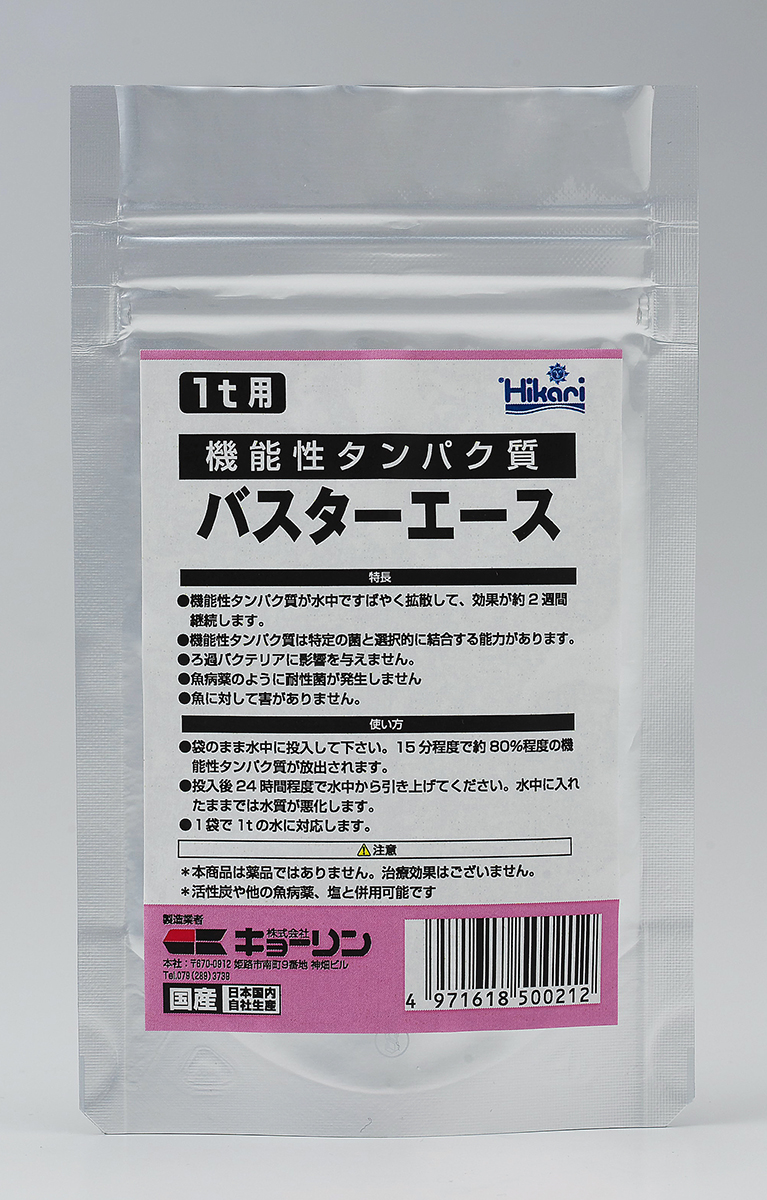 1t用
Hikari
機能性タンパク質
バスターエース
特長
●機能性タンパク質が水中ですばやく拡散して、効果が約2週間
継続します。
●機能性タンパク質は特定の菌と選択的に結合する能力があります。
●ろ過バクテリアに影響を与えません。
●魚病薬のように耐性菌が発生しません
●魚に対して害がありません。
使い方
●袋のまま水中に投入して下さい。15分程度で約80%程度の機
能性タンパク質が放出されます。
●投入後24時間程度で水中から引き上げてください。水中に入れ
たままでは水質が悪化します。
●1袋で1tの水に対応します。
⚠注意
*本商品は薬品ではありません。治療効果はございません。
*活性炭や他の魚病薬、塩と併用可能です
製造業者
株式会社
キョーリン
本社：〒670-0912 姫路市南町9番地 神畑ビル
Tel.079(289)3739
国産 日本国内
自社生産
4 971618 500212